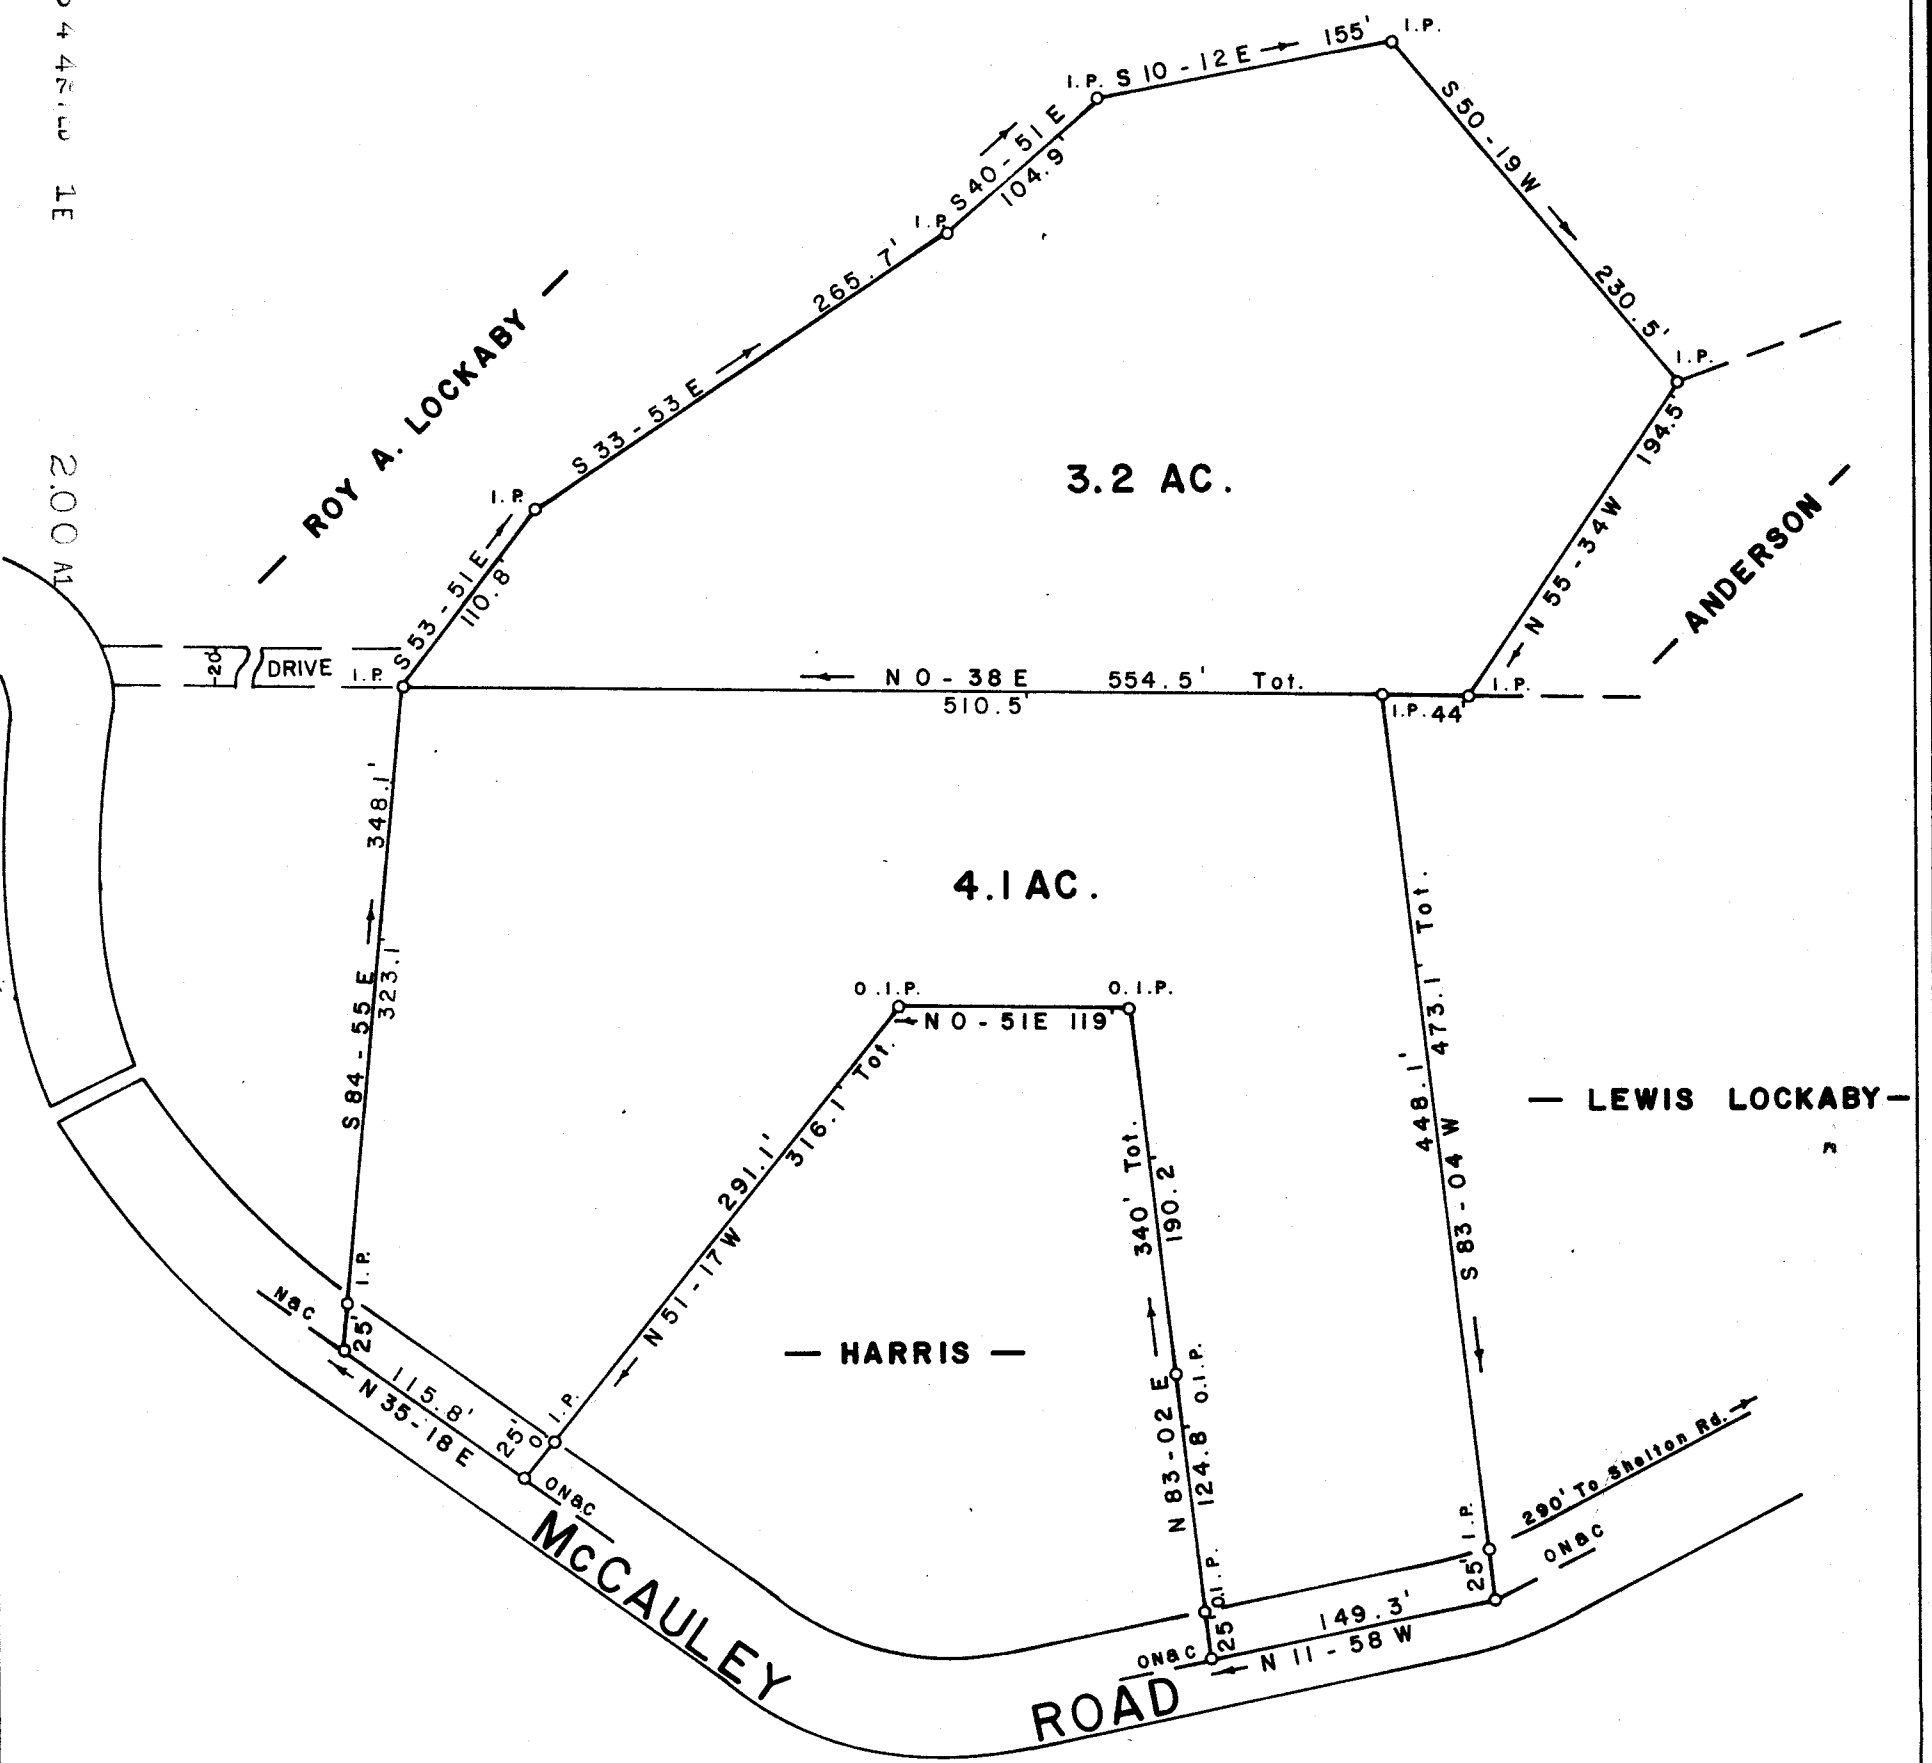 1E
2.00 A1
I.P.
S 10 - 12 E 155'
I.P.
S 40 - 51 E
104.9'
I.P.
S 50 - 19 W
230.5'
I.P.
S 33 - 53 E 265.7'
I.P.
— ROY A. LOCKABY —
3.2 AC.
194.5'
N 55 - 34 W
— ANDERSON —
S 53 - 51 E
110.8'
20'
DRIVE
I.P.
N 0 - 38 E 554.5' Tot.
510.5'
I.P. 44'
I.P.
S 84 - 55 E 348.1'
323.1'
4.1 AC.
448.1' 473.1' Tot.
S 83 - 04 W
O.I.P.
O.I.P.
N 0 - 51 E 119'
N 51 - 17 W 291.1'
316.1' Tot.
340' Tot.
190.2'
— LEWIS LOCKABY —
I.P.
N&C
25'
115.8'
N 35 - 18 E
25'
O.I.P.
ON&C
— HARRIS —
O.I.P.
N 83 - 02 E
124.8'
O.I.P.
25'
ON&C
149.3'
N 11 - 58 W
I.P.
25'
ON&C
290' To Shelton Rd.
McCAULEY ROAD